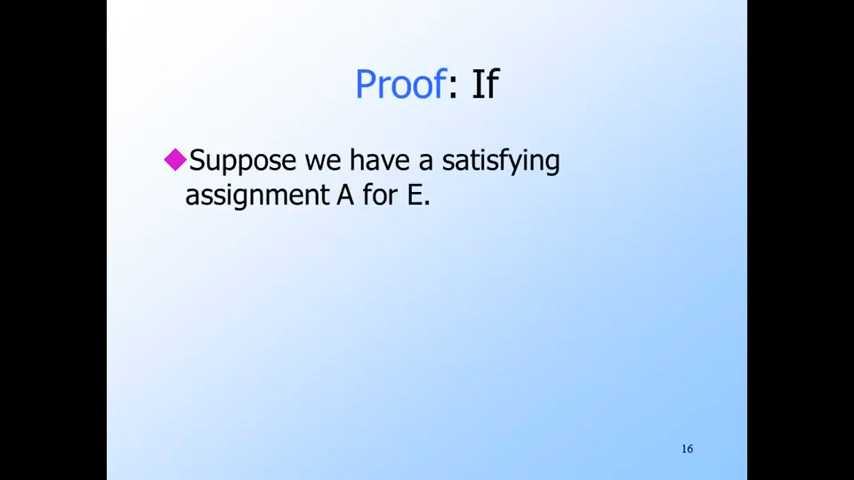 Proof: If
Suppose we have a satisfying
assignment A for E.
16